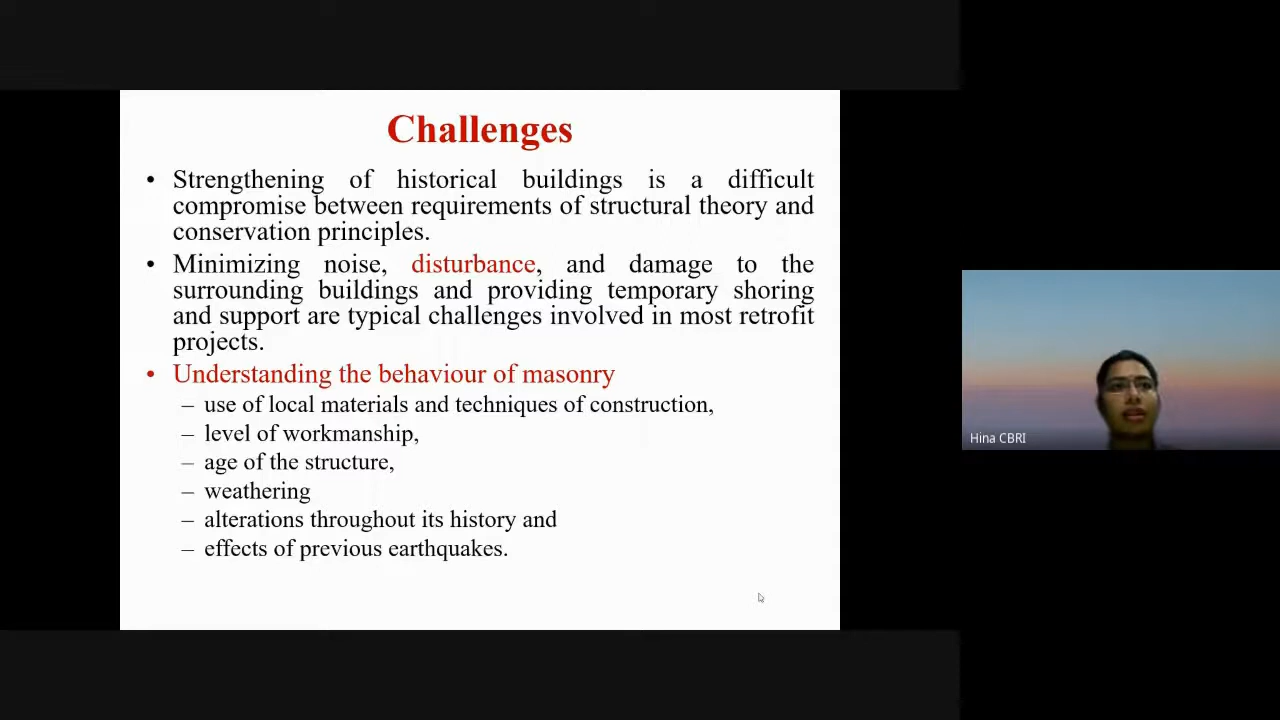 Challenges
• Strengthening of historical buildings is a difficult
compromise between requirements of structural theory and
conservation principles.
• Minimizing noise, disturbance, and damage to the
surrounding buildings and providing temporary shoring
and support are typical challenges involved in most retrofit
projects.
• Understanding the behaviour of masonry
– use of local materials and techniques of construction,
– level of workmanship,
– age of the structure,
– weathering
– alterations throughout its history and
– effects of previous earthquakes.
Hina CBRI